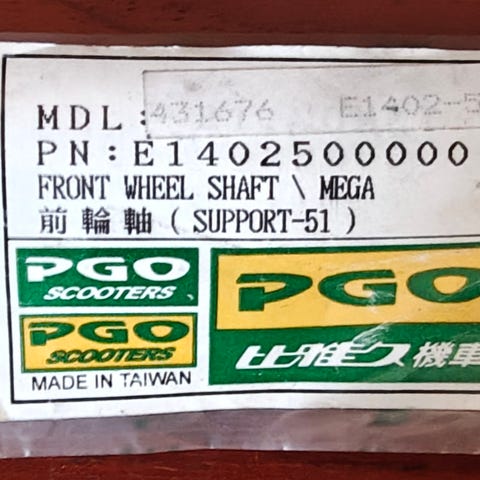 431676 E1402-5
MDL:
PN:E1402500000
FRONT WHEEL SHAFT \ MEGA
前輪軸 ( SUPPORT-51 )
PGO
SCOOTERS
PGO
SCOOTERS
MADE IN TAIWAN
PGO
比雅久機車